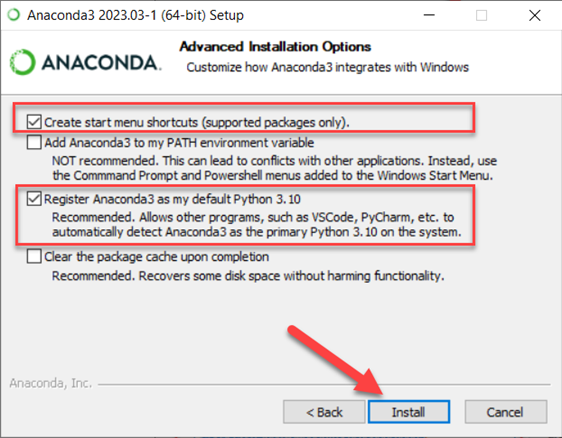 Anaconda3 2023.03-1 (64-bit) Setup
Advanced Installation Options
ANACONDA.
Customize how Anaconda3 integrates with Windows
Create start menu shortcuts (supported packages only).
Add Anaconda3 to my PATH environment variable
NOT recommended. This can lead to conflicts with other applications. Instead, use
the Commmand Prompt and Powershell menus added to the Windows Start Menu.
Register Anaconda3 as my default Python 3.10
Recommended. Allows other programs, such as VSCode, PyCharm, etc. to
automatically detect Anaconda3 as the primary Python 3.10 on the system.
Clear the package cache upon completion
Recommended. Recovers some disk space without harming functionality.
Anaconda, Inc.
< Back Install Cancel